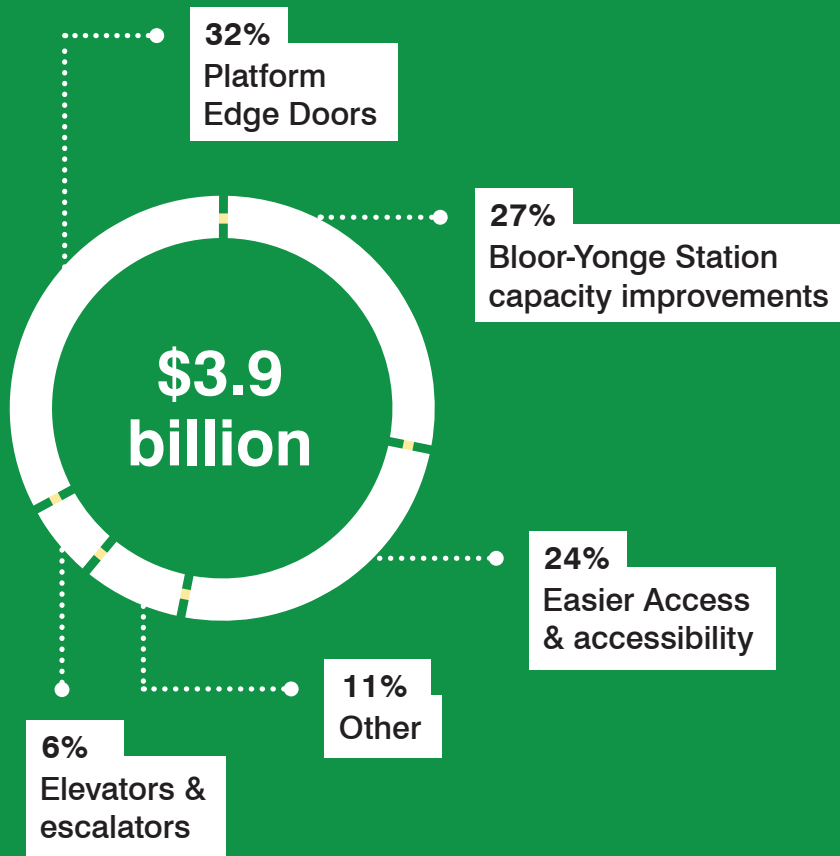 32%
Platform
Edge Doors
27%
Bloor-Yonge Station
capacity improvements
$3.9
billion
24%
Easier Access
& accessibility
11%
Other
6%
Elevators &
escalators